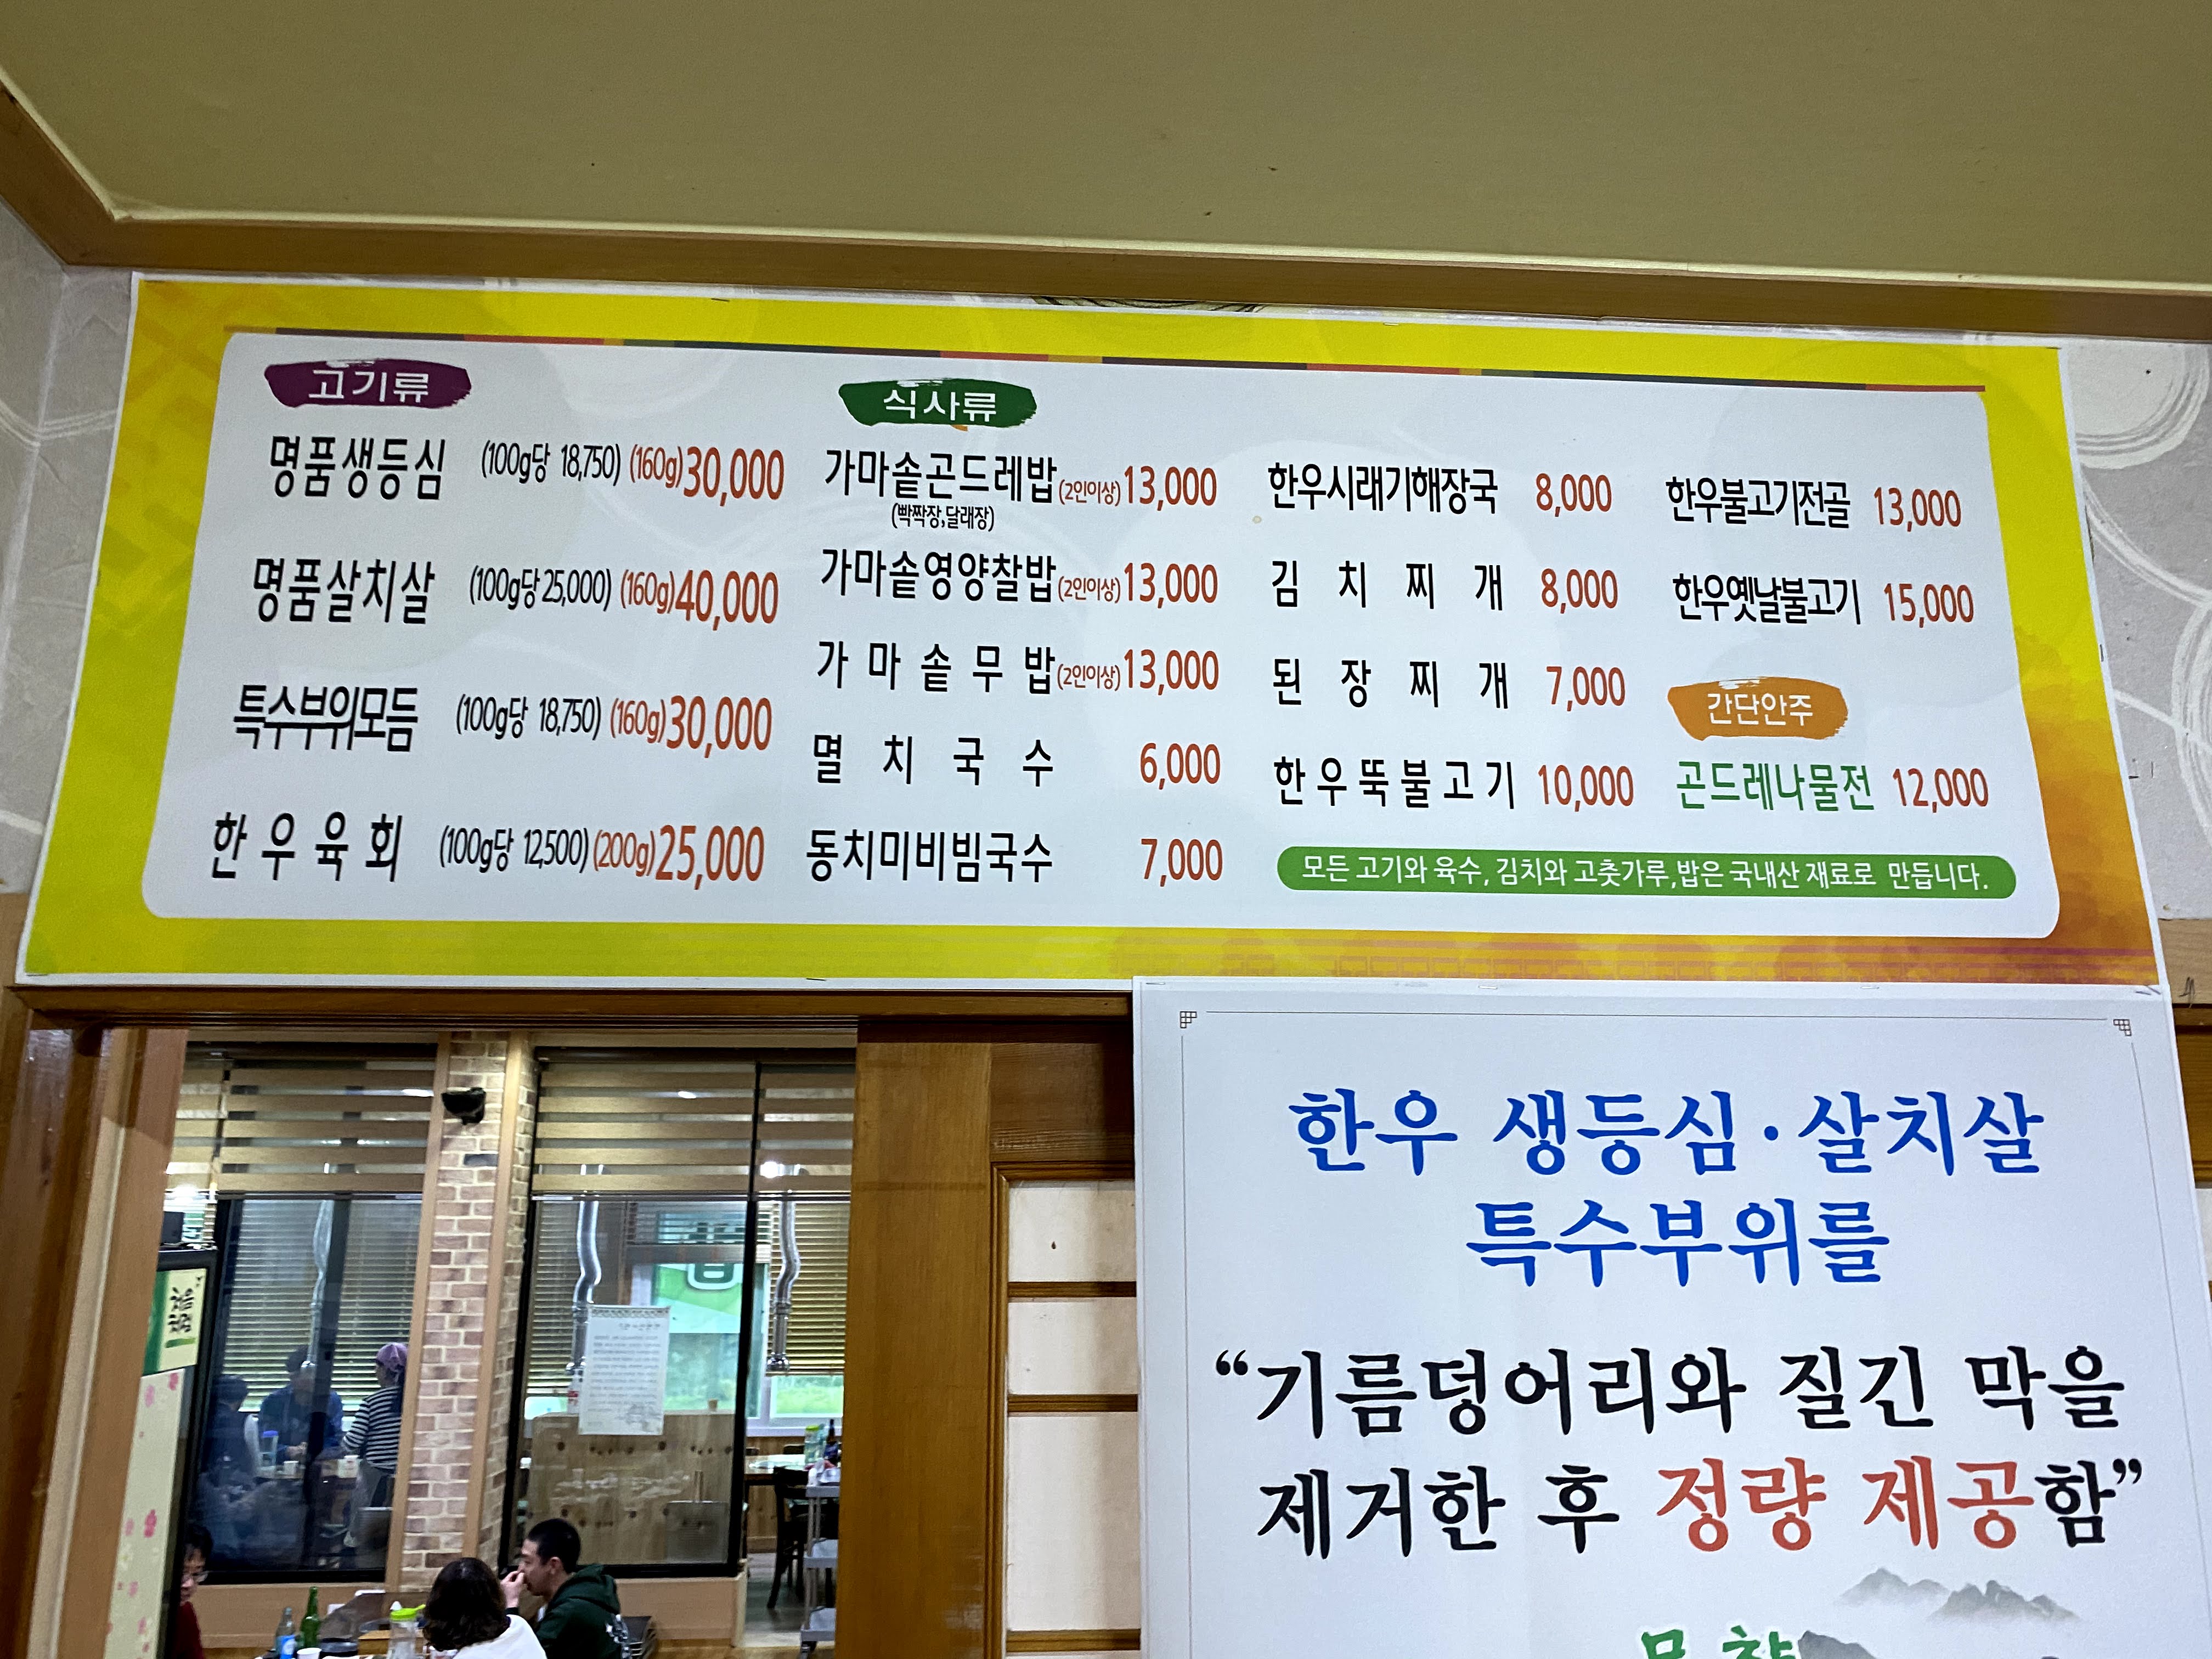 고기류
명품생등심 (100g당 18,750) (160g)30,000
명품살치살 (100g당 25,000) (160g)40,000
특수부위모듬 (100g당 18,750) (160g)30,000
한우육회 (100g당 12,500) (200g)25,000
식사류
가마솥곤드레밥(2인이상)13,000
(빡짝장,달래장)
가마솥영양찰밥(2인이상)13,000
가마솥무밥(2인이상)13,000
멸치국수 6,000
동치미비빔국수 7,000
한우시래기해장국 8,000
김치찌개 8,000
된장찌개 7,000
한우뚝불고기 10,000
한우불고기전골 13,000
한우옛날불고기 15,000
간단안주
곤드레나물전 12,000
모든 고기와 육수, 김치와 고춧가루,밥은 국내산 재료로 만듭니다.
한우 생등심·살치살
특수부위를
“기름덩어리와 질긴 막을
제거한 후 정량 제공함”
처음
처럼